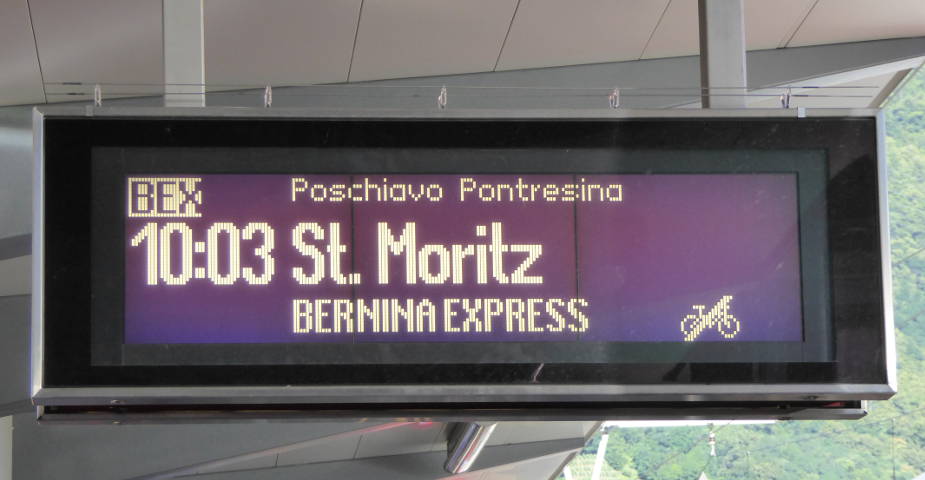 BEX Poschiavo Pontresina
10:03 St. Moritz
BERNINA EXPRESS